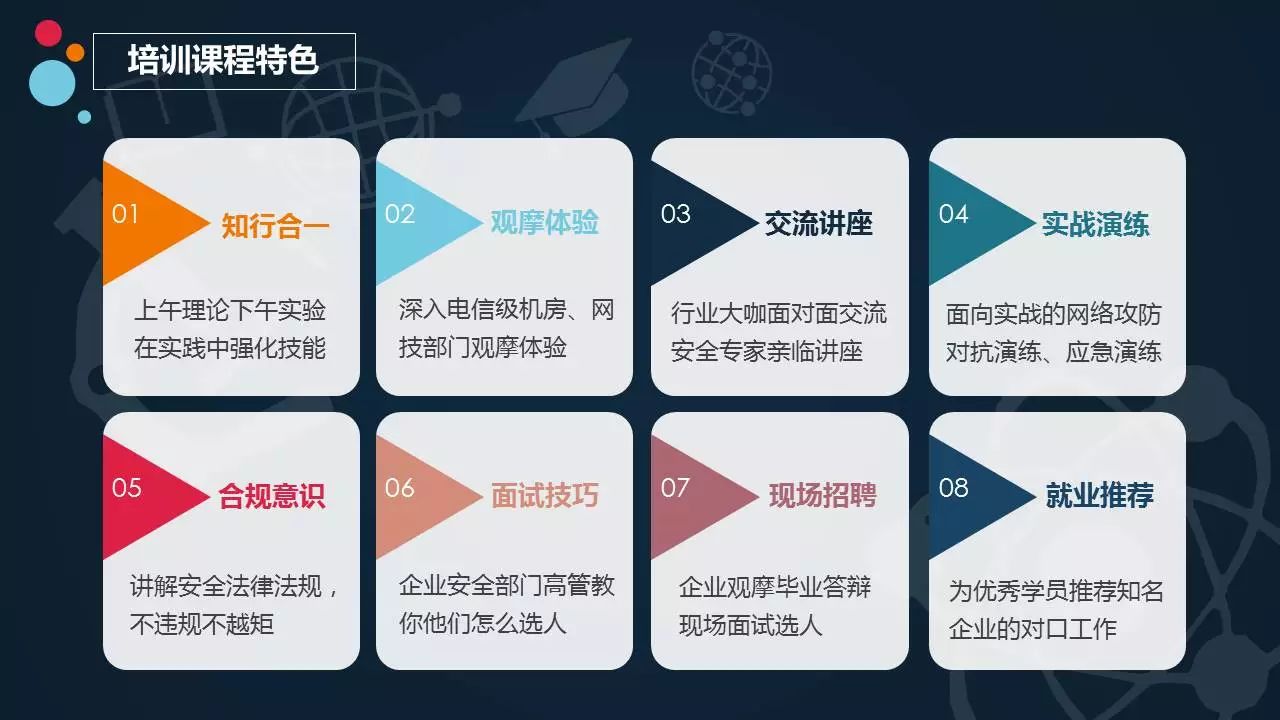 培训课程特色
01
知行合一
上午理论下午实验
在实践中强化技能
02
观摩体验
深入电信级机房、网
技部门观摩体验
03
交流讲座
行业大咖面对面交流
安全专家亲临讲座
04
实战演练
面向实战的网络攻防
对抗演练、应急演练
05
合规意识
讲解安全法律法规，
不违规不越矩
06
面试技巧
企业安全部门高管教
你他们怎么选人
07
现场招聘
企业观摩毕业答辩
现场面试选人
08
就业推荐
为优秀学员推荐知名
企业的对口工作